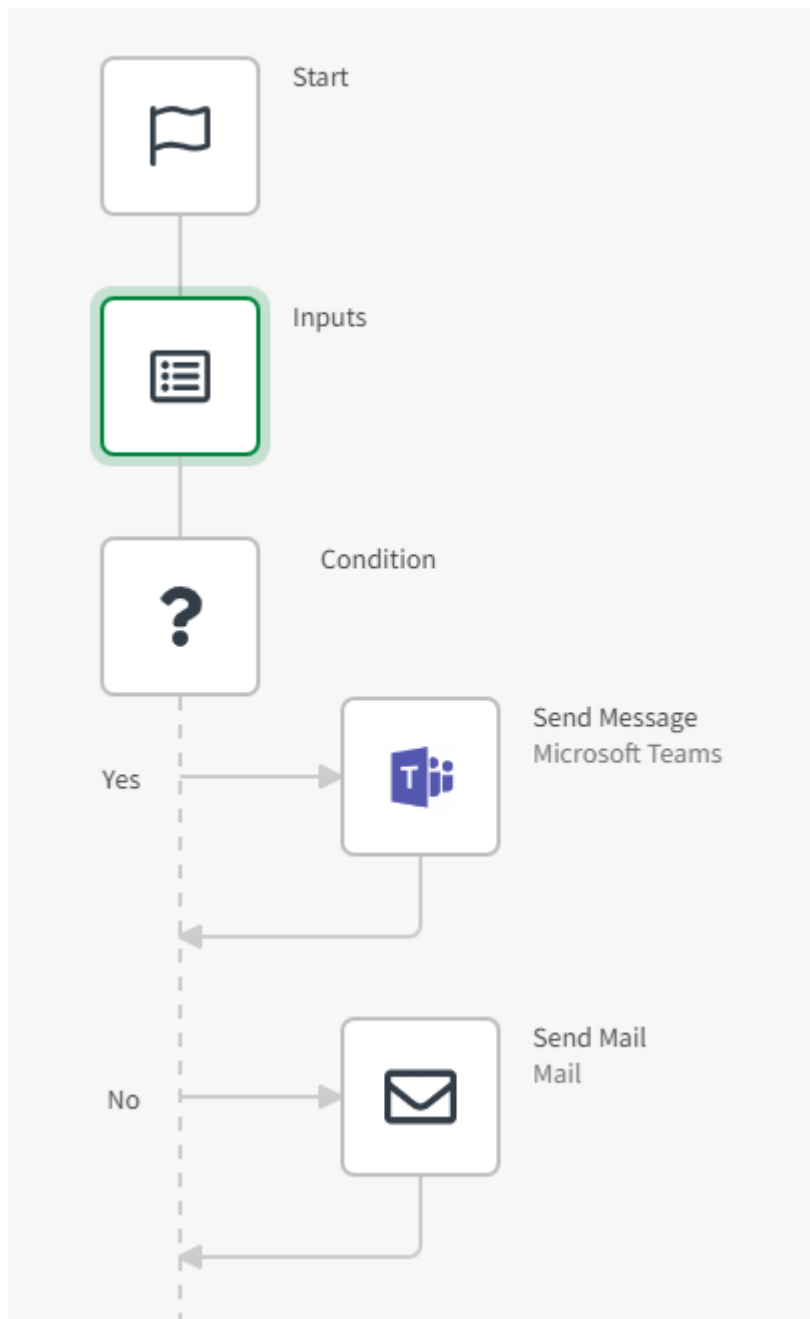 Start
Inputs
Condition
Yes
Send Message
Microsoft Teams
T
No
Send Mail
Mail